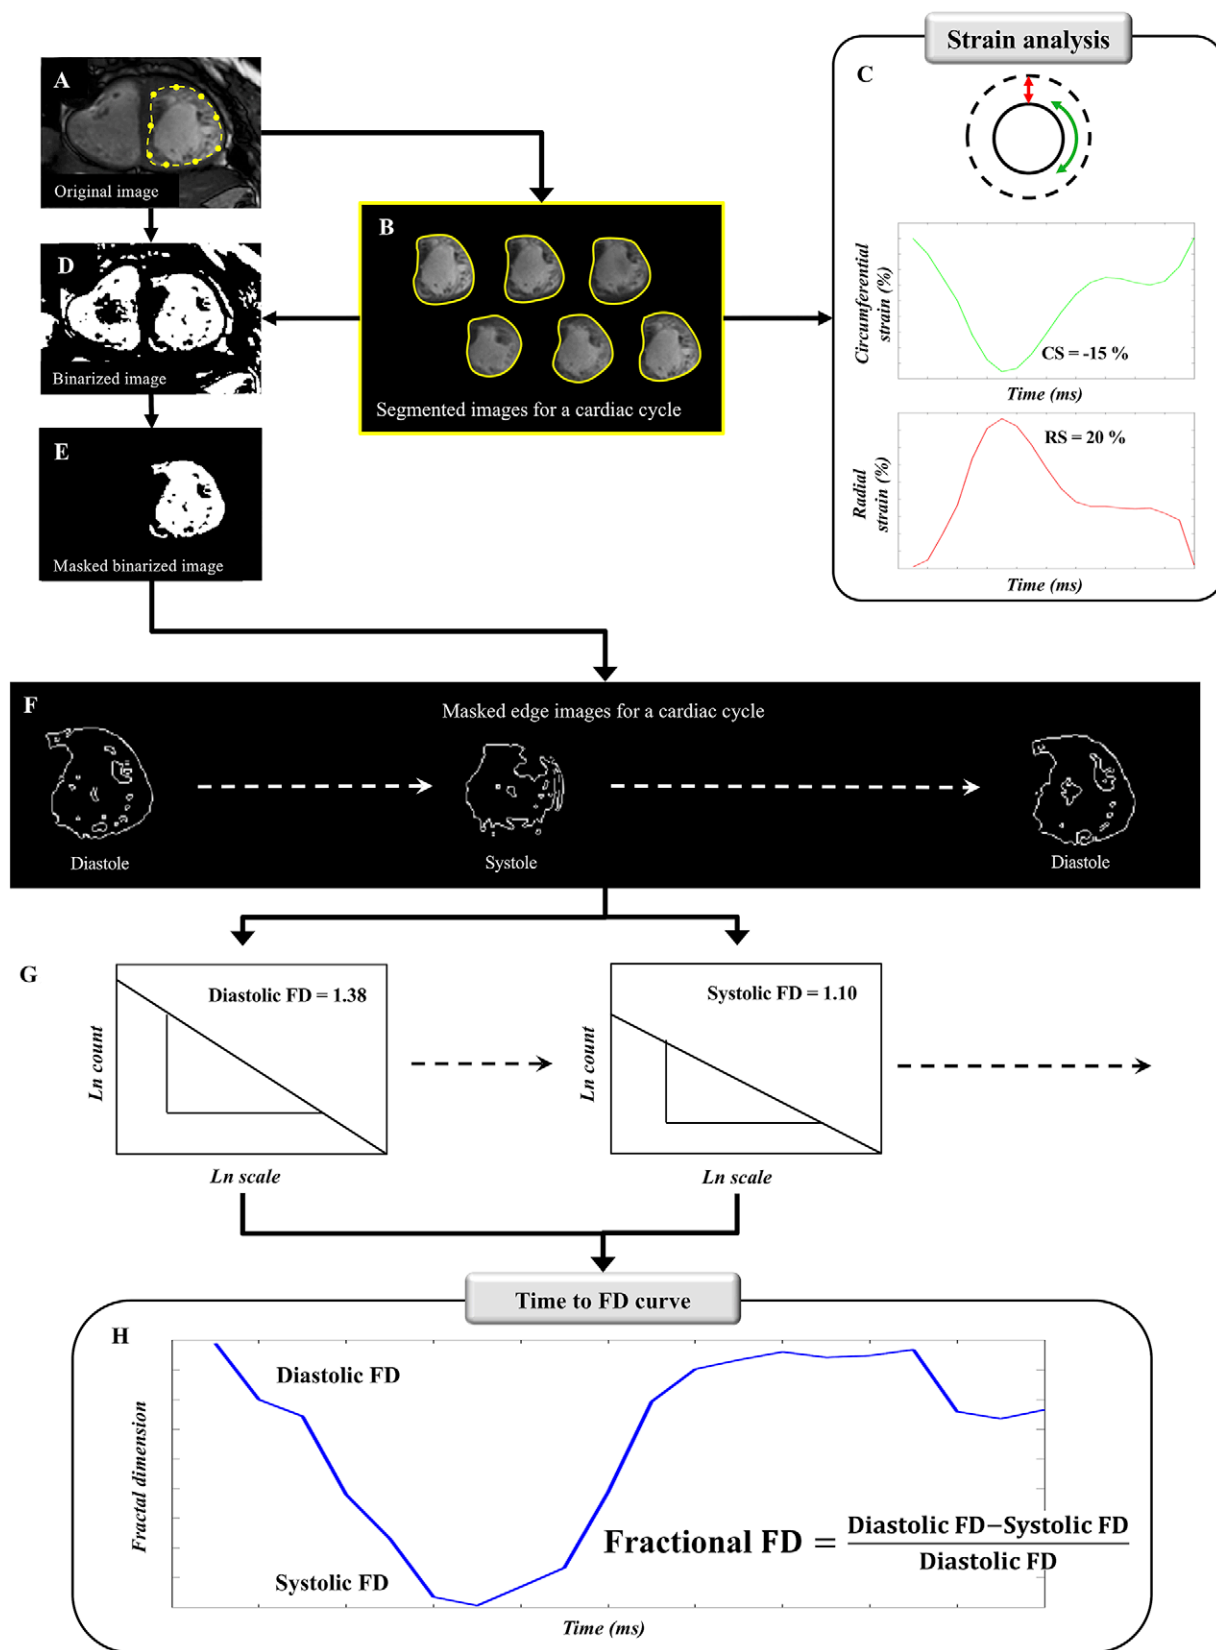 Strain analysis
A
Original image
C
B
Segmented images for a cardiac cycle
D
Binarized image
Circumferential
strain (%)
CS = -15 %
Time (ms)
E
Masked binarized image
Radial
strain (%)
RS = 20 %
Time (ms)
F
Masked edge images for a cardiac cycle
Diastole
Systole
Diastole
G
Diastolic FD = 1.38
Ln count
Ln scale
Systolic FD = 1.10
Ln count
Ln scale
Time to FD curve
H
Diastolic FD
Fractal dimension
Systolic FD
Fractional FD = Diastolic FD−Systolic FD
Diastolic FD
Time (ms)